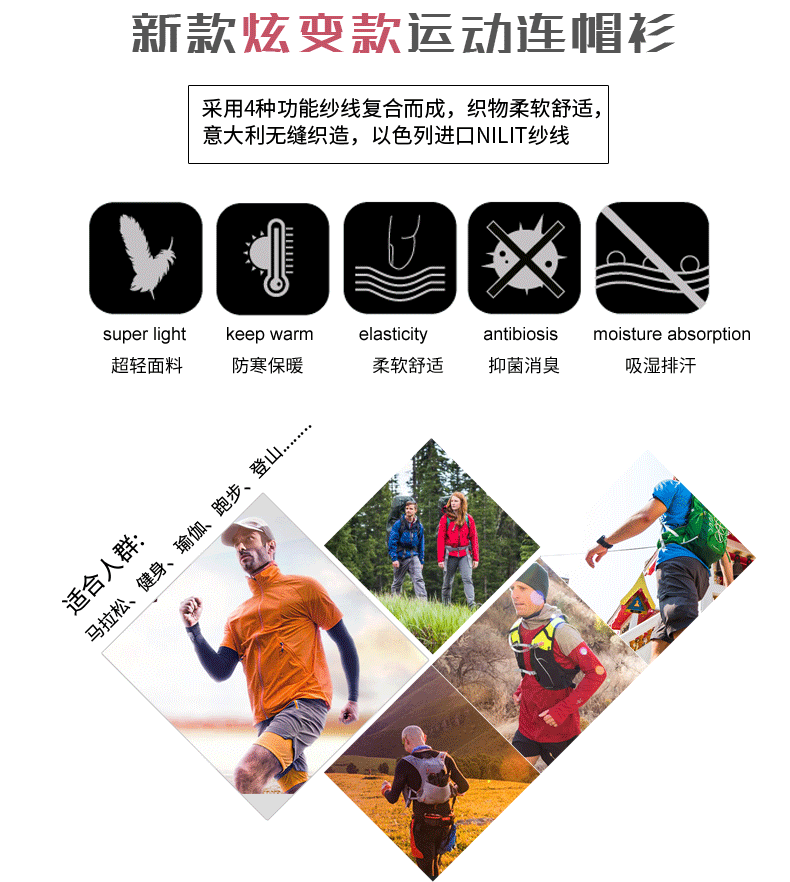 新款炫变款运动连帽衫
采用4种功能纱线复合而成，织物柔软舒适，
意大利无缝织造，以色列进口NILIT纱线
super light
keep warm
elasticity
antibiosis
moisture absorption
超轻面料
防寒保暖
柔软舒适
抑菌消臭
吸湿排汗
适合人群:
马拉松、健身、瑜伽、跑步、登山........